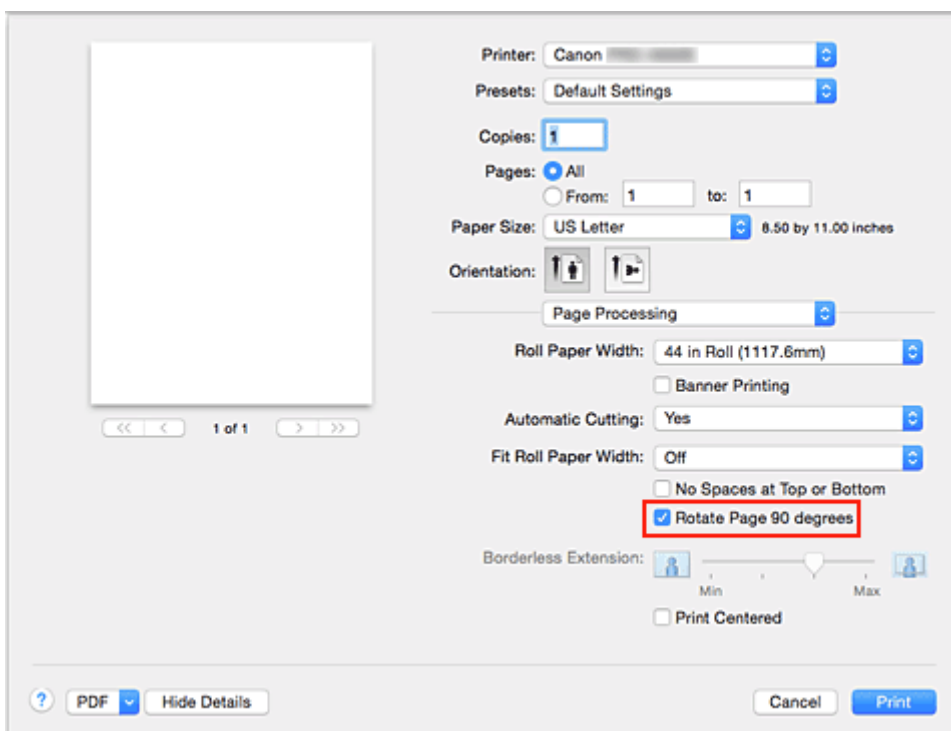 Printer: Canon
Presets: Default Settings
Copies: 1
Pages: All
From: 1 to: 1
Paper Size: US Letter 8.50 by 11.00 inches
Orientation:
Page Processing
Roll Paper Width: 44 in Roll (1117.6mm)
Banner Printing
<< < 1 of 1 > >>
Automatic Cutting: Yes
Fit Roll Paper Width: Off
No Spaces at Top or Bottom
Rotate Page 90 degrees
Borderless Extension:
Min Max
Print Centered
? PDF Hide Details Cancel Print